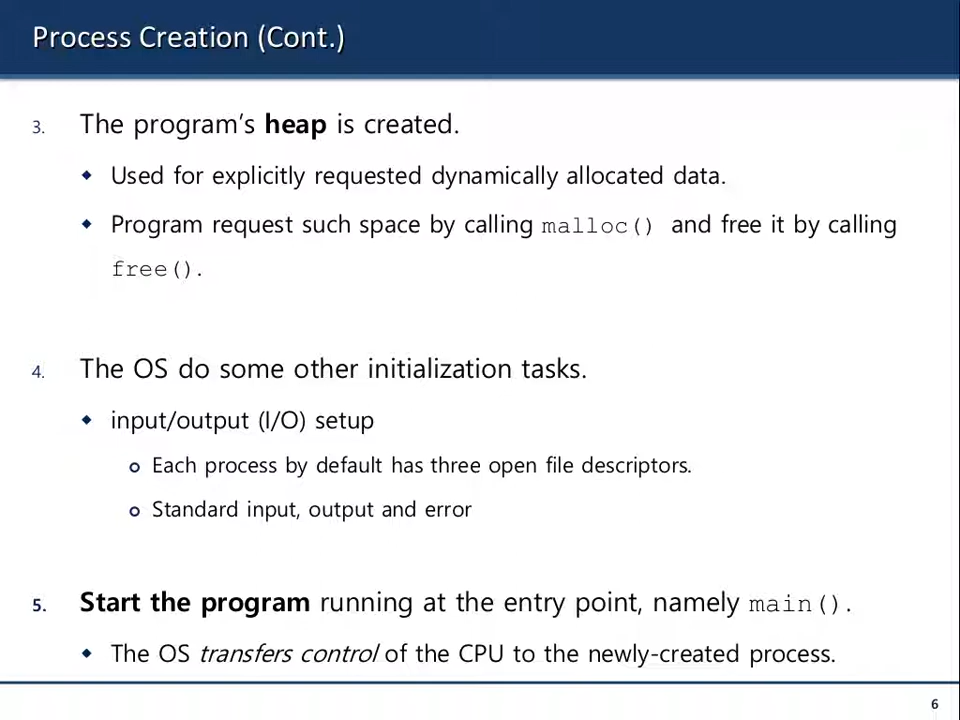 Process Creation (Cont.)
3. The program's heap is created.
◆ Used for explicitly requested dynamically allocated data.
◆ Program request such space by calling malloc() and free it by calling
free().
4. The OS do some other initialization tasks.
◆ input/output (I/O) setup
o Each process by default has three open file descriptors.
o Standard input, output and error
5. Start the program running at the entry point, namely main().
◆ The OS transfers control of the CPU to the newly-created process.
6